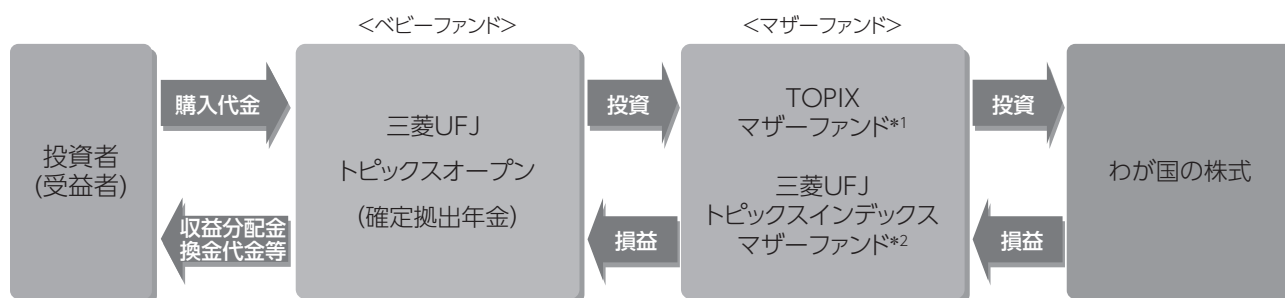 <ベビーファンド>
<マザーファンド>
投資者
(受益者)
購入代金
収益分配金
換金代金等
三菱UFJ
トピックスオープン
(確定拠出年金)
投資
損益
TOPIX
マザーファンド*1
三菱UFJ
トピックスインデックス
マザーファンド*2
投資
損益
わが国の株式